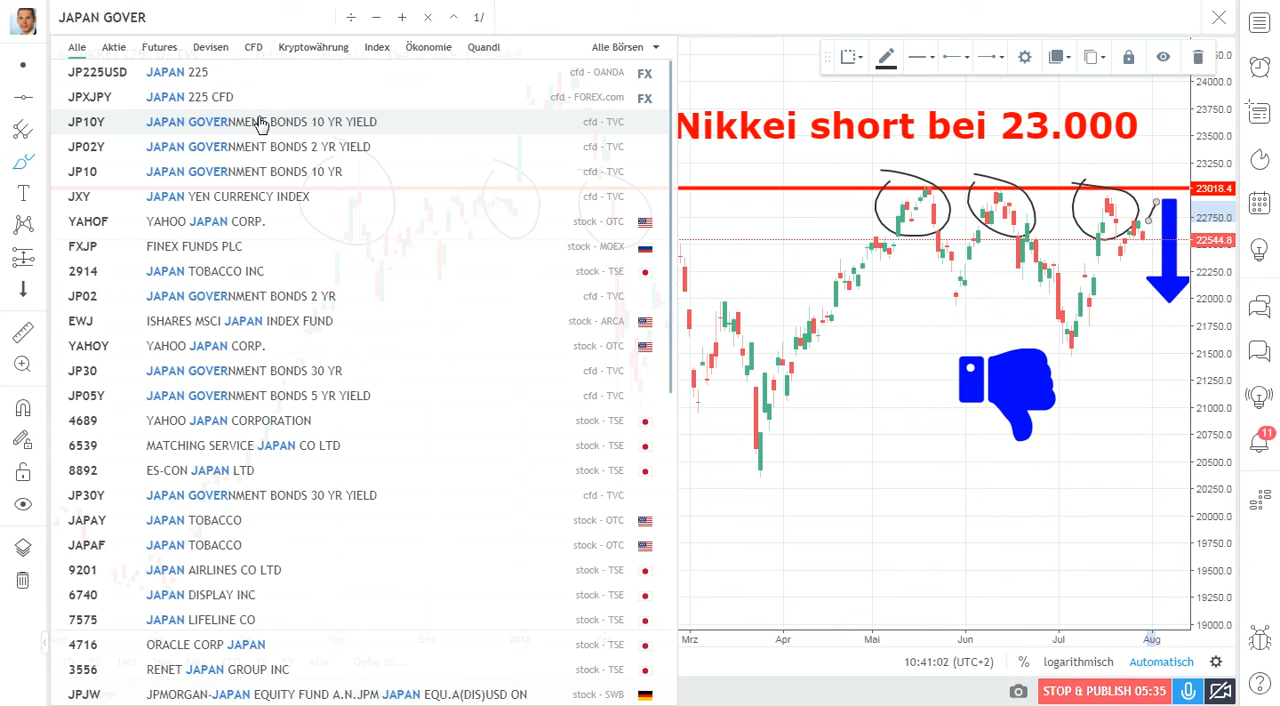 JAPAN GOVER
÷ − + × ^ 1/
Alle Aktie Futures Devisen CFD Kryptowährung Index Ökonomie Quandl Alle Börsen
JP225USD JAPAN 225 cfd - OANDA FX
JPXJPY JAPAN 225 CFD cfd - FOREX.com FX
JP10Y JAPAN GOVERNMENT BONDS 10 YR YIELD cfd - TVC
JP02Y JAPAN GOVERNMENT BONDS 2 YR YIELD cfd - TVC
JP10 JAPAN GOVERNMENT BONDS 10 YR cfd - TVC
JXY JAPAN YEN CURRENCY INDEX cfd - TVC
YAHOF YAHOO JAPAN CORP. stock - OTC
FXJP FINEX FUNDS PLC stock - MOEX
2914 JAPAN TOBACCO INC stock - TSE
JP02 JAPAN GOVERNMENT BONDS 2 YR cfd - TVC
EWJ ISHARES MSCI JAPAN INDEX FUND stock - ARCA
YAHOY YAHOO JAPAN CORP. stock - OTC
JP30 JAPAN GOVERNMENT BONDS 30 YR cfd - TVC
JP05Y JAPAN GOVERNMENT BONDS 5 YR YIELD cfd - TVC
4689 YAHOO JAPAN CORPORATION stock - TSE
6539 MATCHING SERVICE JAPAN CO LTD stock - TSE
8892 ES-CON JAPAN LTD stock - TSE
JP30Y JAPAN GOVERNMENT BONDS 30 YR YIELD cfd - TVC
JAPAY JAPAN TOBACCO stock - OTC
JAPAF JAPAN TOBACCO stock - OTC
9201 JAPAN AIRLINES CO LTD stock - TSE
6740 JAPAN DISPLAY INC stock - TSE
7575 JAPAN LIFELINE CO stock - TSE
4716 ORACLE CORP JAPAN stock - TSE
3556 RENET JAPAN GROUP INC stock - TSE
JPJW JPMORGAN-JAPAN EQUITY FUND A.N.JPM JAPAN EQU.A(DIS)USD ON stock - SWB
Nikkei short bei 23.000
24250.0
24000.0
23750.0
23500.0
23250.0
23018.4
22750.0
22544.8
22250.0
22000.0
21750.0
21500.0
21250.0
21000.0
20750.0
20500.0
20250.0
20000.0
19750.0
19500.0
19250.0
19000.0
Nov Dez 2018 Mrz Apr Mai Jun Jul Aug
1Mo Alle Gehe zu...
10:41:02 (UTC+2) % logarithmisch Automatisch
STOP & PUBLISH 05:35
11